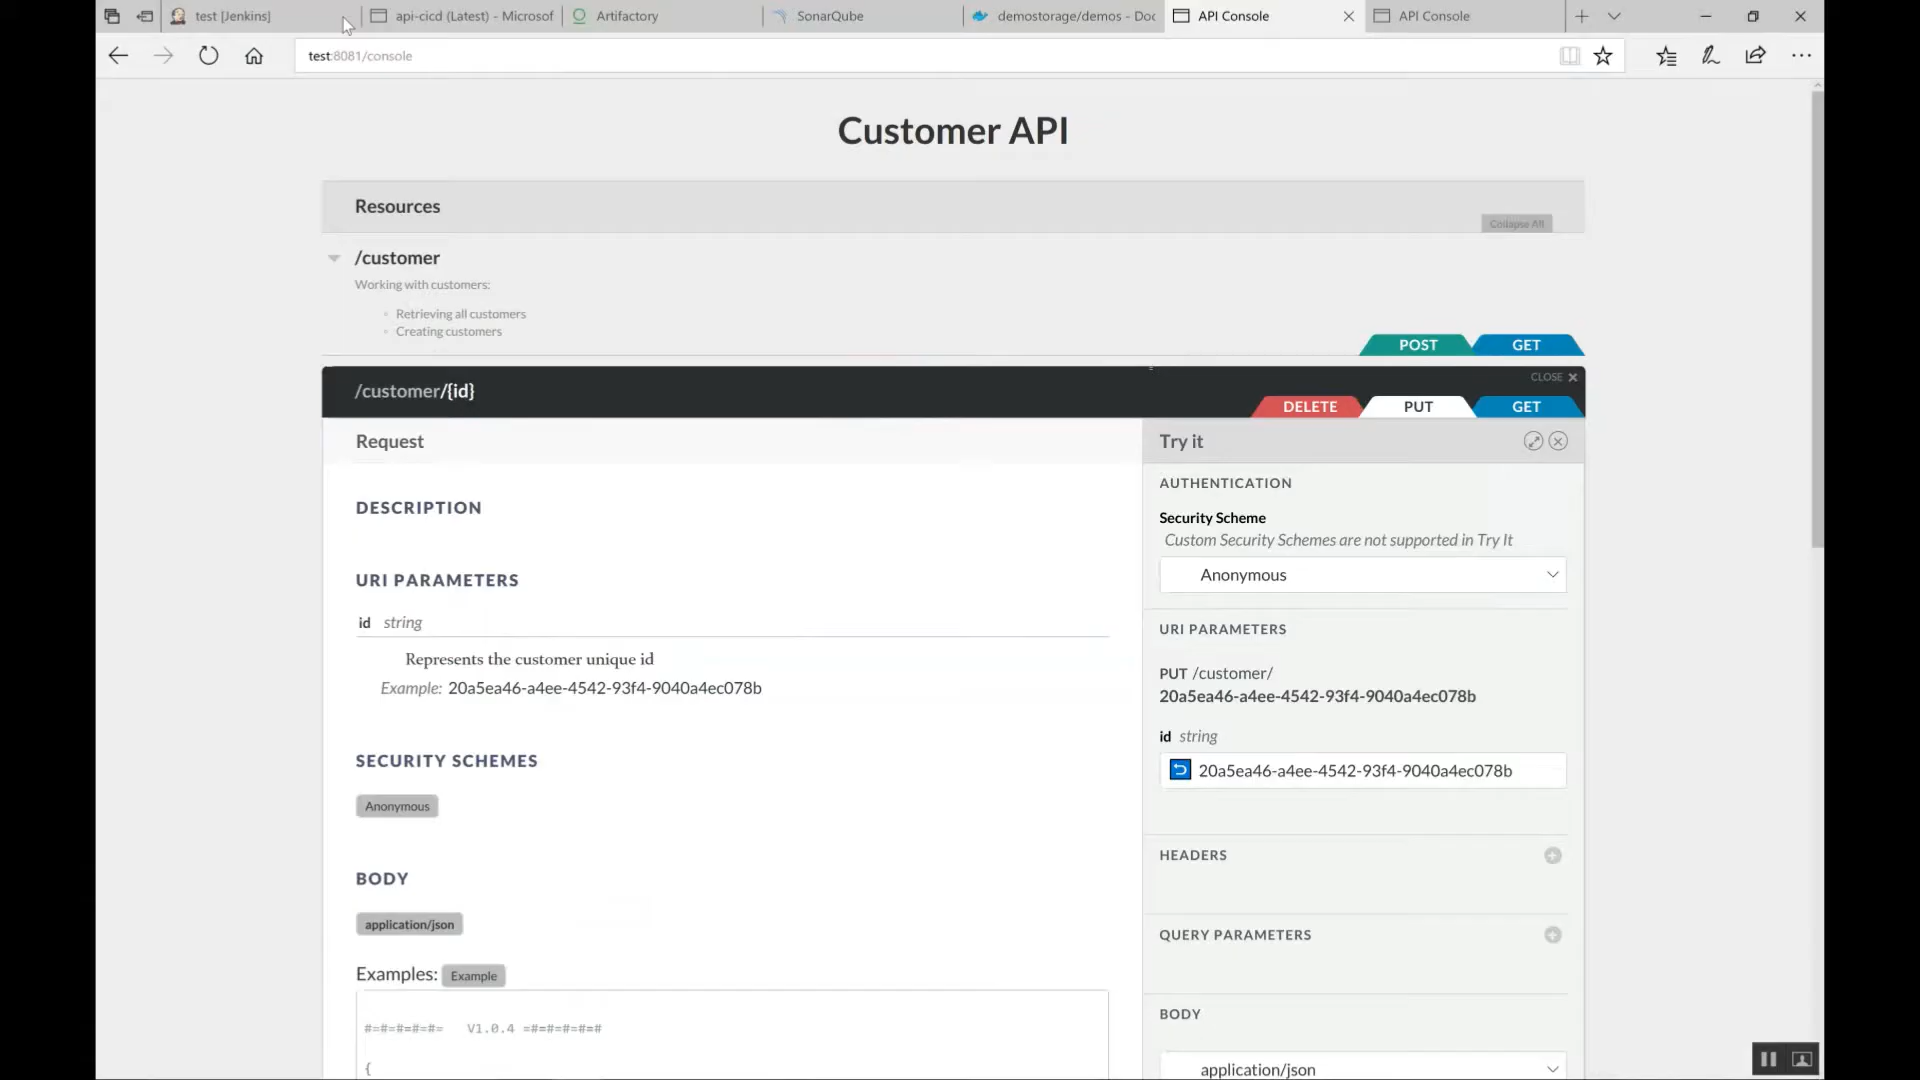 test [Jenkins]
api-cicd (Latest) - Microsof
Artifactory
SonarQube
demostorage/demos - Doc
API Console
API Console
test:8081/console
Customer API
Resources
Collapse All
/customer
Working with customers:
Retrieving all customers
Creating customers
POST
GET
/customer/{id}
CLOSE
DELETE
PUT
GET
Request
Try it
DESCRIPTION
AUTHENTICATION
Security Scheme
Custom Security Schemes are not supported in Try It
Anonymous
URI PARAMETERS
id string
Represents the customer unique id
Example: 20a5ea46-a4ee-4542-93f4-9040a4ec078b
URI PARAMETERS
PUT /customer/
20a5ea46-a4ee-4542-93f4-9040a4ec078b
id string
20a5ea46-a4ee-4542-93f4-9040a4ec078b
SECURITY SCHEMES
Anonymous
HEADERS
BODY
application/json
QUERY PARAMETERS
Examples: Example
#=#=#=#=#= V1.0.4 =#=#=#=#=#
{
BODY
application/json